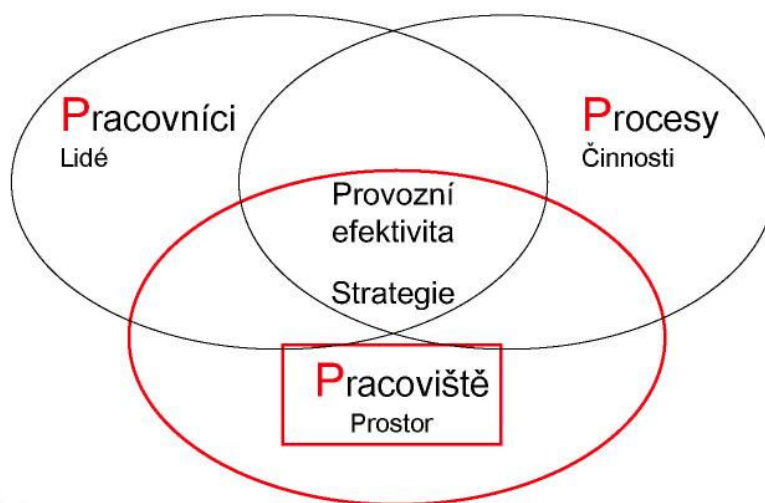 Pracovníci
Lidé
Procesy
Činnosti
Provozní
efektivita
Strategie
Pracoviště
Prostor